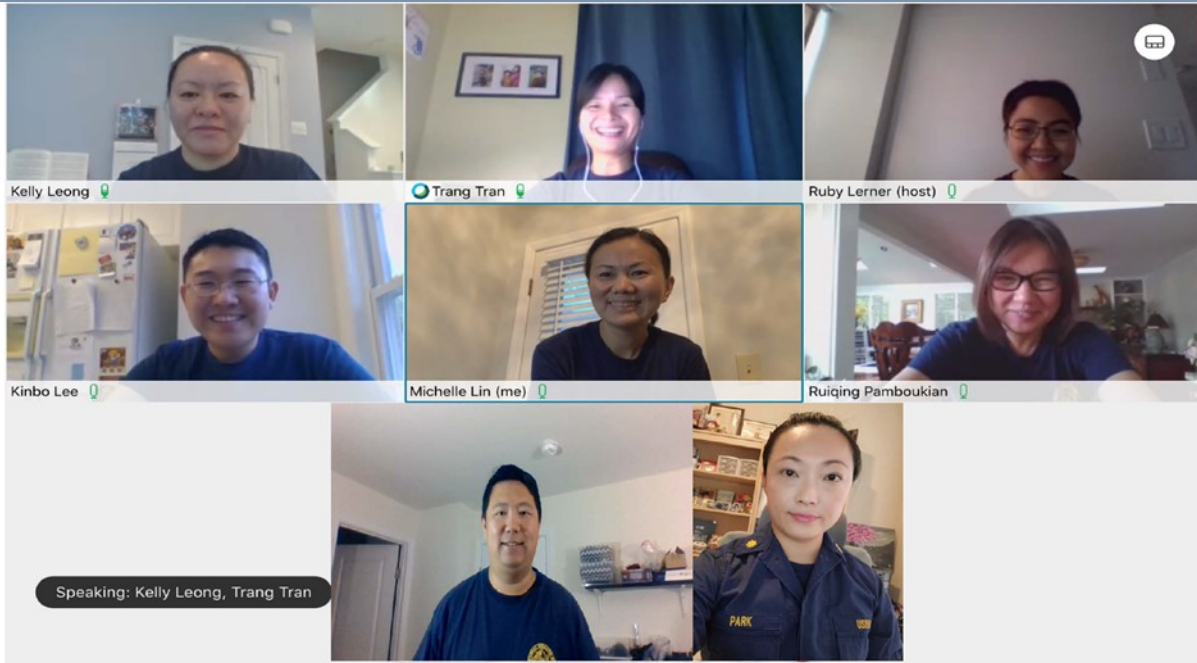 Kelly Leong
Trang Tran
Ruby Lerner (host)
Kinbo Lee
Michelle Lin (me)
Ruiqing Pamboukian
Speaking: Kelly Leong, Trang Tran
PARK